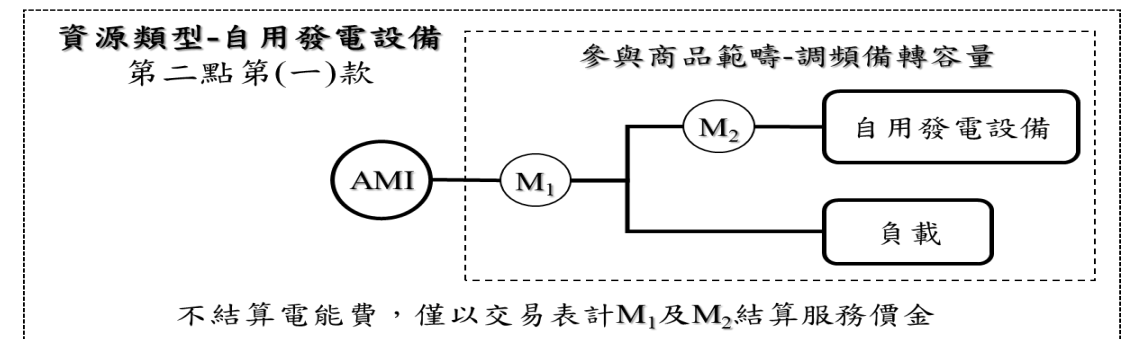 資源類型-自用發電設備
第二點第(一)款
參與商品範疇-調頻備轉容量
M₂
自用發電設備
AMI
M₁
負載
不結算電能費，僅以交易表計M₁及M₂結算服務價金